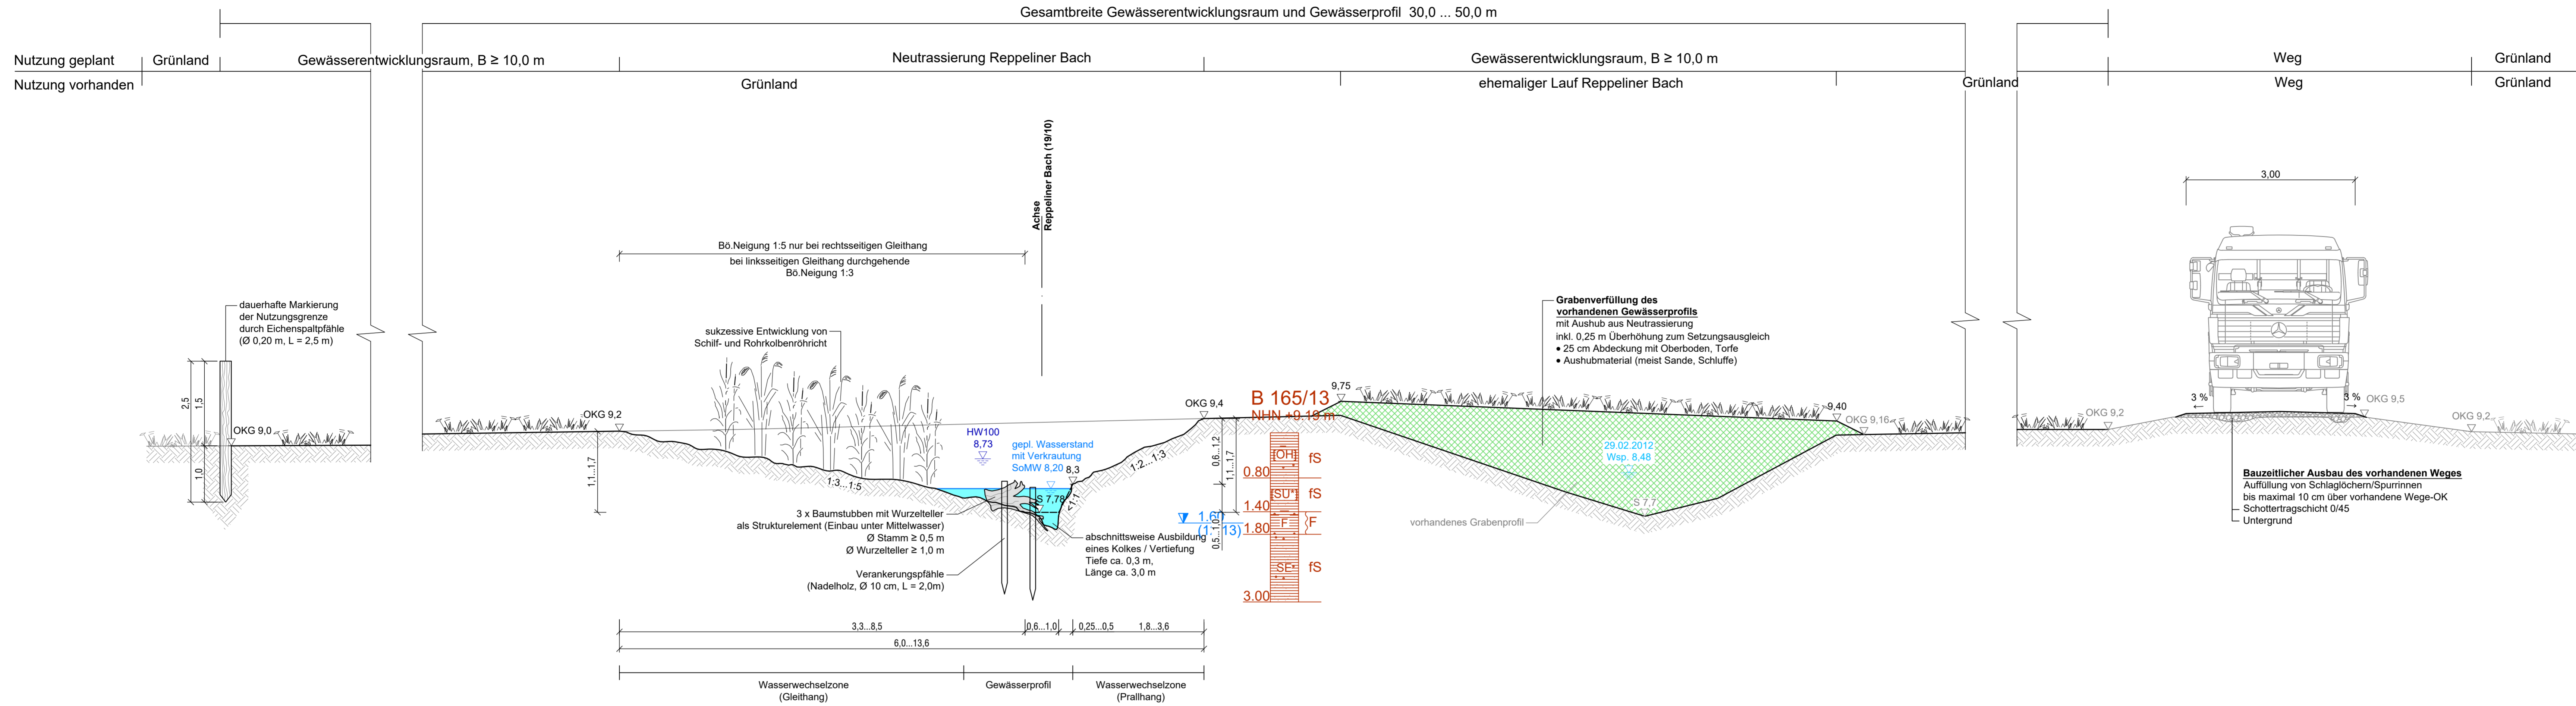 Gesamtbreite Gewässerentwicklungsraum und Gewässerprofil 30,0 ... 50,0 m
Nutzung geplant
Grünland
Gewässerentwicklungsraum, B ≥ 10,0 m
Neutrassierung Reppeliner Bach
Gewässerentwicklungsraum, B ≥ 10,0 m
Weg
Grünland
Nutzung vorhanden
Grünland
ehemaliger Lauf Reppeliner Bach
Grünland
Weg
Grünland
Achse
Reppeliner Bach (19/10)
3,00
Bö.Neigung 1:5 nur bei rechtsseitigen Gleithang
bei linksseitigen Gleithang durchgehende
Bö.Neigung 1:3
dauerhafte Markierung
der Nutzungsgrenze
durch Eichenspaltpfähle
(Ø 0,20 m, L = 2,5 m)
sukzessive Entwicklung von
Schilf- und Rohrkolbenröhricht
Grabenverfüllung des
vorhandenen Gewässerprofils
mit Aushub aus Neutrassierung
inkl. 0,25 m Überhöhung zum Setzungsausgleich
• 25 cm Abdeckung mit Oberboden, Torfe
• Aushubmaterial (meist Sande, Schluffe)
2,5
1,5
1,0
OKG 9,0
OKG 9,2
1,1...1,7
1:3...1:5
HW100
8,73
gepl. Wasserstand
mit Verkrautung
SoMW 8,20
8,3
S 7,78
≤1:1
1:2...1:3
OKG 9,4
0,6...1,2
1,1...1,7
0,5...1,0
B 165/13
NHN +9.19 m
[OH]
fS
0.80
[SU*]
fS
1.40
F
F
1.80
SE
fS
3.00
9,75
9,40
OKG 9,16
29.02.2012
Wsp. 8,48
S 7,7
vorhandenes Grabenprofil
OKG 9,2
3 %
3 %
OKG 9,5
OKG 9,2
Bauzeitlicher Ausbau des vorhandenen Weges
Auffüllung von Schlaglöchern/Spurrinnen
bis maximal 10 cm über vorhandene Wege-OK
Schottertragschicht 0/45
Untergrund
3 x Baumstubben mit Wurzelteller
als Strukturelement (Einbau unter Mittelwasser)
Ø Stamm ≥ 0,5 m
Ø Wurzelteller ≥ 1,0 m
Verankerungspfähle
(Nadelholz, Ø 10 cm, L = 2,0m)
abschnittsweise Ausbildung
eines Kolkes / Vertiefung
Tiefe ca. 0,3 m,
Länge ca. 3,0 m
3,3...8,5
0,6...1,0
0,25...0,5
1,8...3,6
6,0...13,6
Wasserwechselzone
(Gleithang)
Gewässerprofil
Wasserwechselzone
(Prallhang)